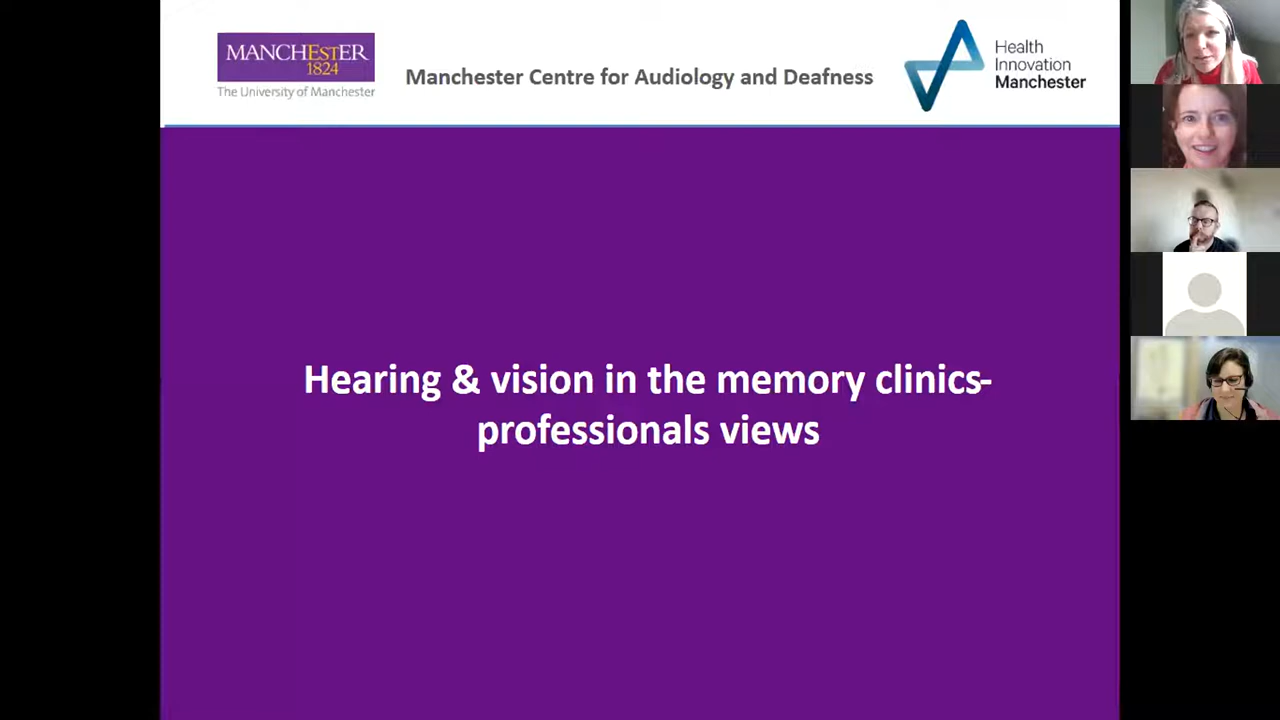 MANCHESTER
1824
The University of Manchester
Manchester Centre for Audiology and Deafness
Health
Innovation
Manchester
Hearing & vision in the memory clinics-
professionals views